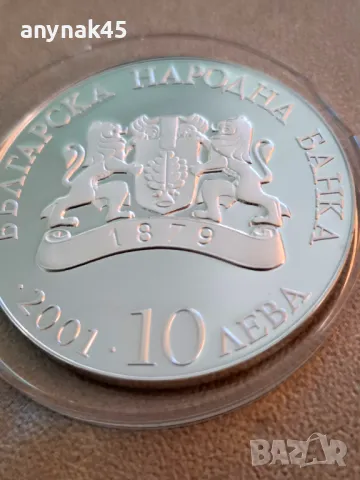 anynak45
БЪЛГАРСКА НАРОДНА БАНКА
1879
·2001· 10 ЛЕВА
BAZAR